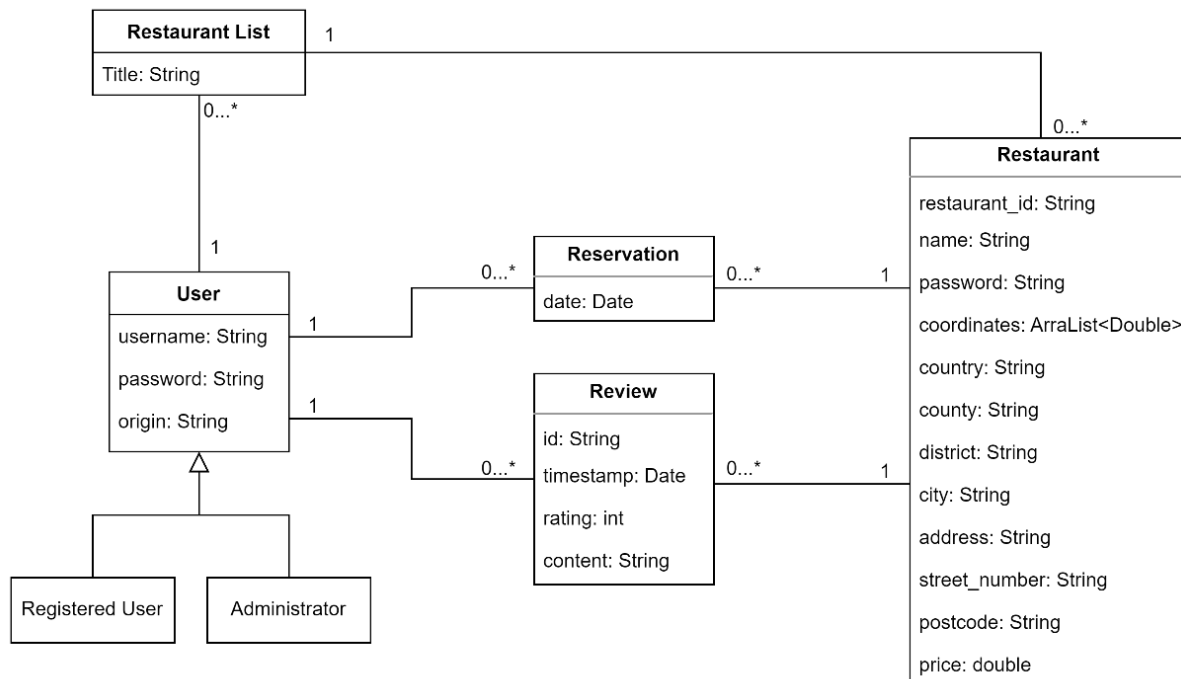 Restaurant List
Title: String
1
0...*
0...*
1
User
username: String
password: String
origin: String
1
1
0...*
0...*
Reservation
date: Date
0...*
1
Review
id: String
timestamp: Date
rating: int
content: String
0...*
1
Restaurant
restaurant_id: String
name: String
password: String
coordinates: ArraList<Double>
country: String
county: String
district: String
city: String
address: String
street_number: String
postcode: String
price: double
Registered User
Administrator